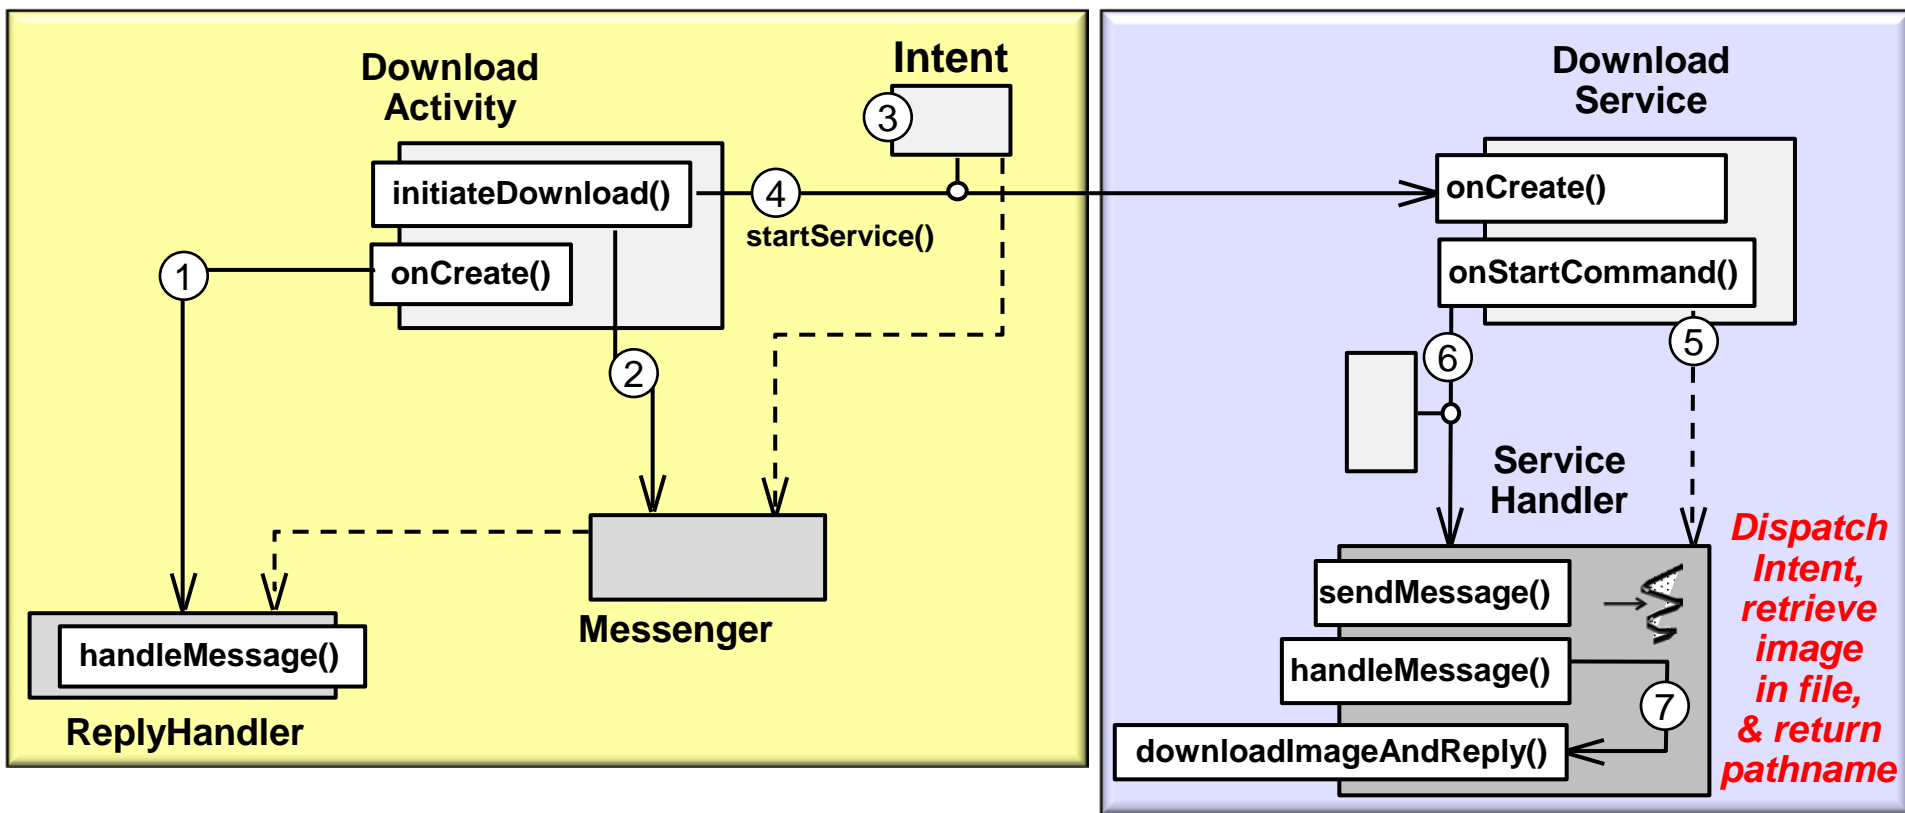 Download
Activity
Intent
3
initiateDownload()
4
startService()
1
onCreate()
2
Messenger
handleMessage()
ReplyHandler
Download
Service
onCreate()
onStartCommand()
6
5
Service
Handler
sendMessage()
handleMessage()
7
downloadImageAndReply()
Dispatch
Intent,
retrieve
image
in file,
& return
pathname